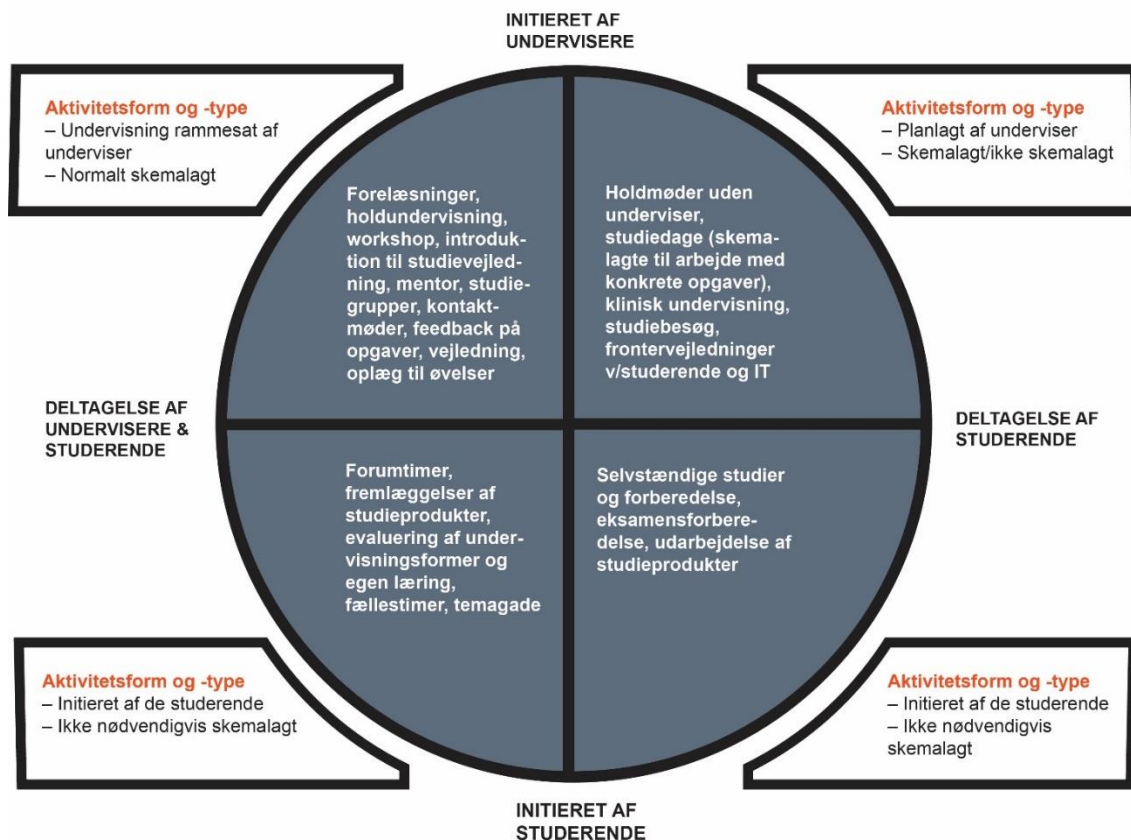 INITIERET AF
UNDERVISERE
Aktivitetsform og -type
– Undervisning rammesat af
underviser
– Normalt skemalagt
Aktivitetsform og -type
– Planlagt af underviser
– Skemalagt/ikke skemalagt
Forelæsninger,
holdundervisning,
workshop, introduk-
tion til studievejled-
ning, mentor, studie-
grupper, kontakt-
møder, feedback på
opgaver, vejledning,
oplæg til øvelser
Holdmøder uden
underviser,
studiedage (skema-
lagte til arbejde med
konkrete opgaver),
klinisk undervisning,
studiebesøg,
frontervejledninger
v/studerende og IT
DELTAGELSE AF
UNDERVISERE &
STUDERENDE
DELTAGELSE AF
STUDERENDE
Forumtimer,
fremlæggelser af
studieprodukter,
evaluering af under-
visningsformer og
egen læring,
fællestimer, temagade
Selvstændige studier
og forberedelse,
eksamensforbere-
delse, udarbejdelse af
studieprodukter
Aktivitetsform og -type
– Initieret af de studerende
– Ikke nødvendigvis skemalagt
Aktivitetsform og -type
– Initieret af de studerende
– Ikke nødvendigvis
skemalagt
INITIERET AF
STUDERENDE